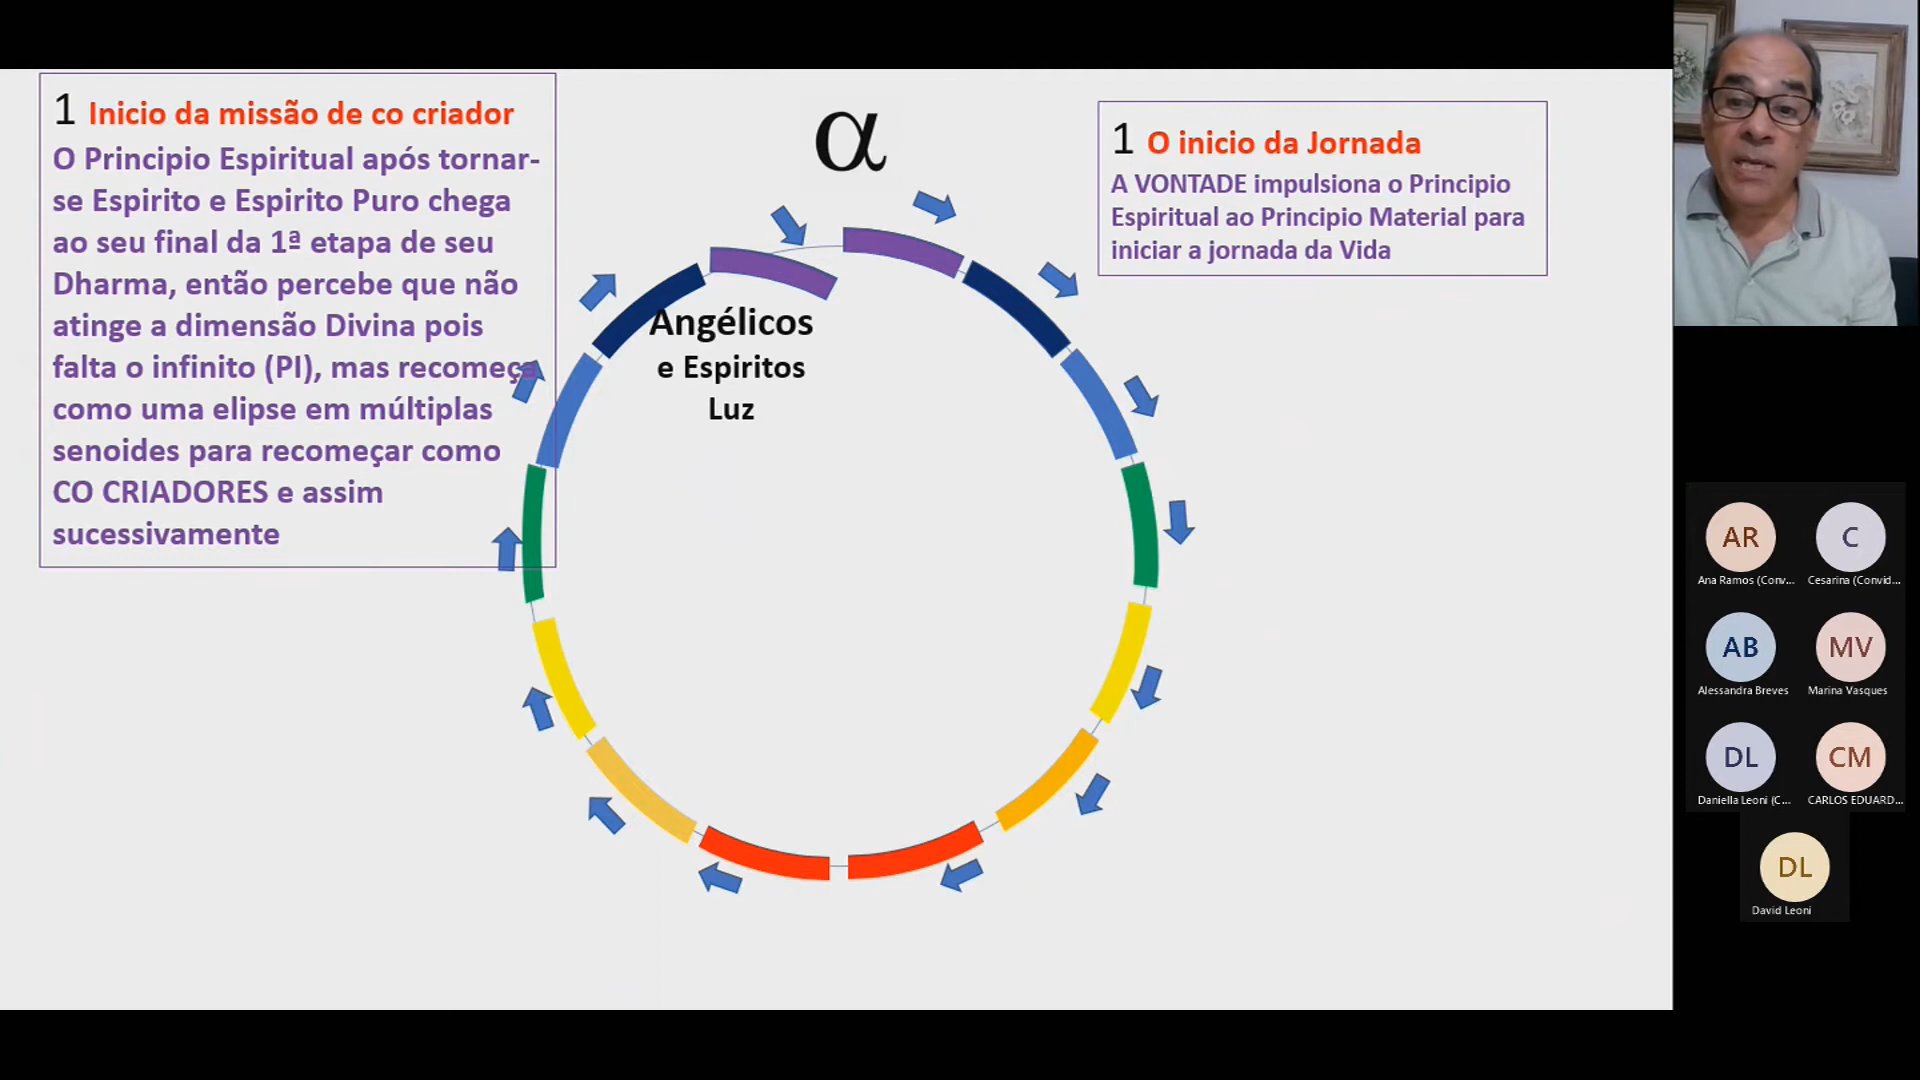 1 Inicio da missão de co criador
O Principio Espiritual após tornar-
se Espirito e Espirito Puro chega
ao seu final da 1ª etapa de seu
Dharma, então percebe que não
atinge a dimensão Divina pois
falta o infinito (PI), mas recomeça
como uma elipse em múltiplas
senoides para recomeçar como
CO CRIADORES e assim
sucessivamente
α
Angélicos
e Espiritos
Luz
1 O inicio da Jornada
A VONTADE impulsiona o Principio
Espiritual ao Principio Material para
iniciar a jornada da Vida
AR
Ana Ramos (Conv...
C
Cesarina (Convid...
AB
Alessandra Breves
MV
Marina Vasques
DL
Daniella Leoni (C...
CM
CARLOS EDUARD...
DL
David Leoni